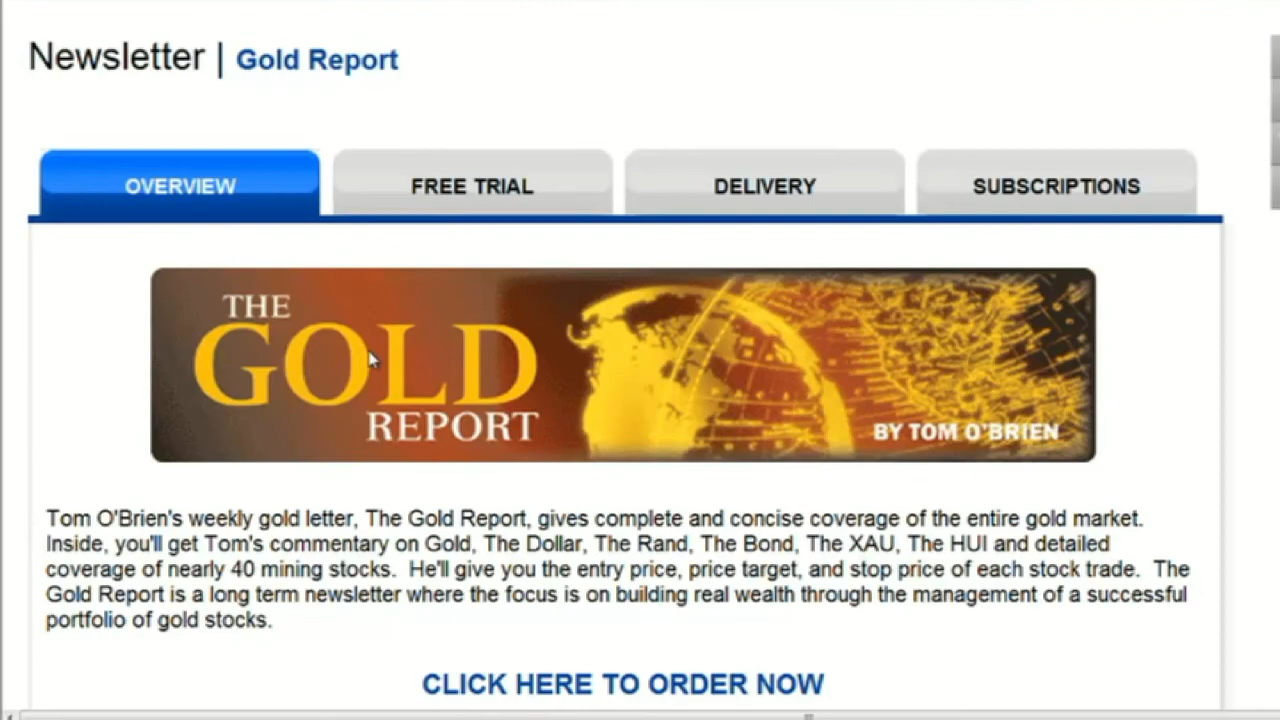 Newsletter | Gold Report
OVERVIEW
FREE TRIAL
DELIVERY
SUBSCRIPTIONS
THE
GOLD
REPORT
BY TOM O'BRIEN
Tom O'Brien's weekly gold letter, The Gold Report, gives complete and concise coverage of the entire gold market.
Inside, you'll get Tom's commentary on Gold, The Dollar, The Rand, The Bond, The XAU, The HUI and detailed
coverage of nearly 40 mining stocks.  He'll give you the entry price, price target, and stop price of each stock trade.  The
Gold Report is a long term newsletter where the focus is on building real wealth through the management of a successful
portfolio of gold stocks.
CLICK HERE TO ORDER NOW